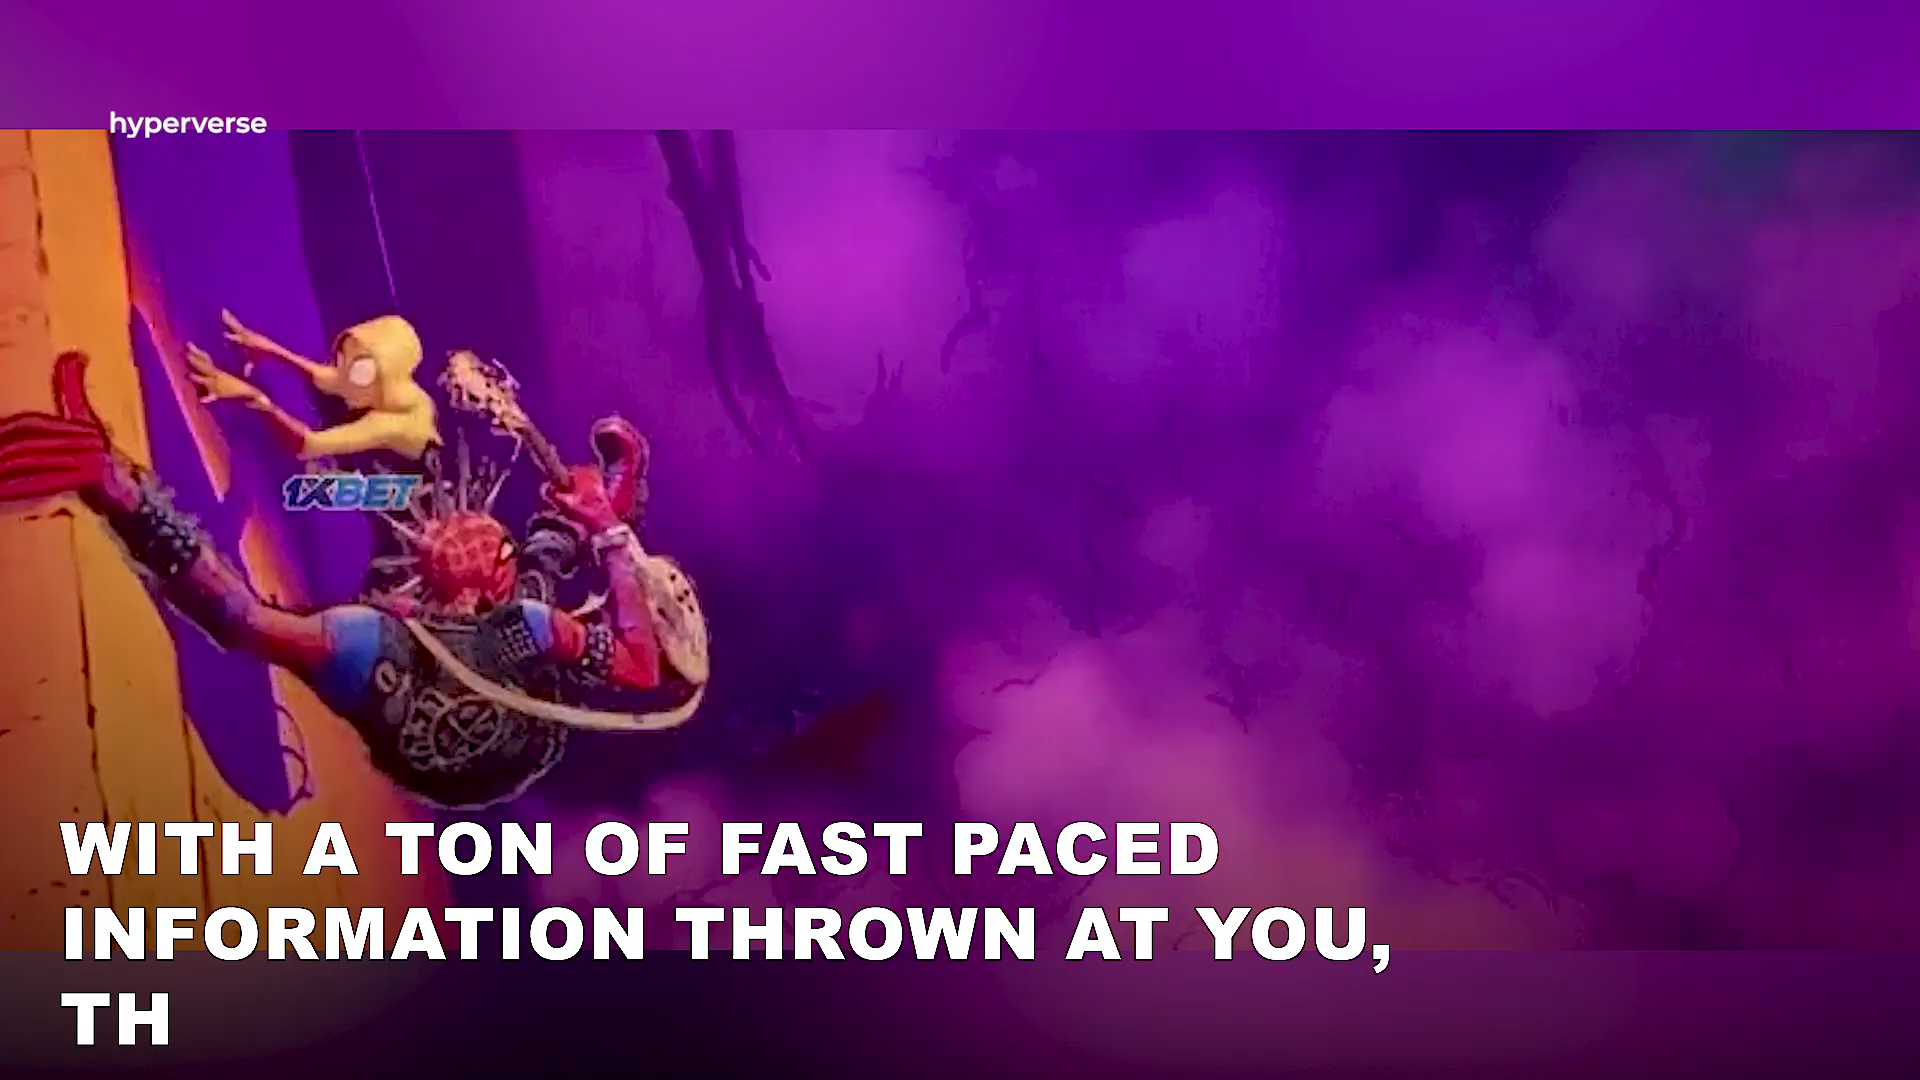 hyperverse
1XBET
WITH A TON OF FAST PACED
INFORMATION THROWN AT YOU,
TH